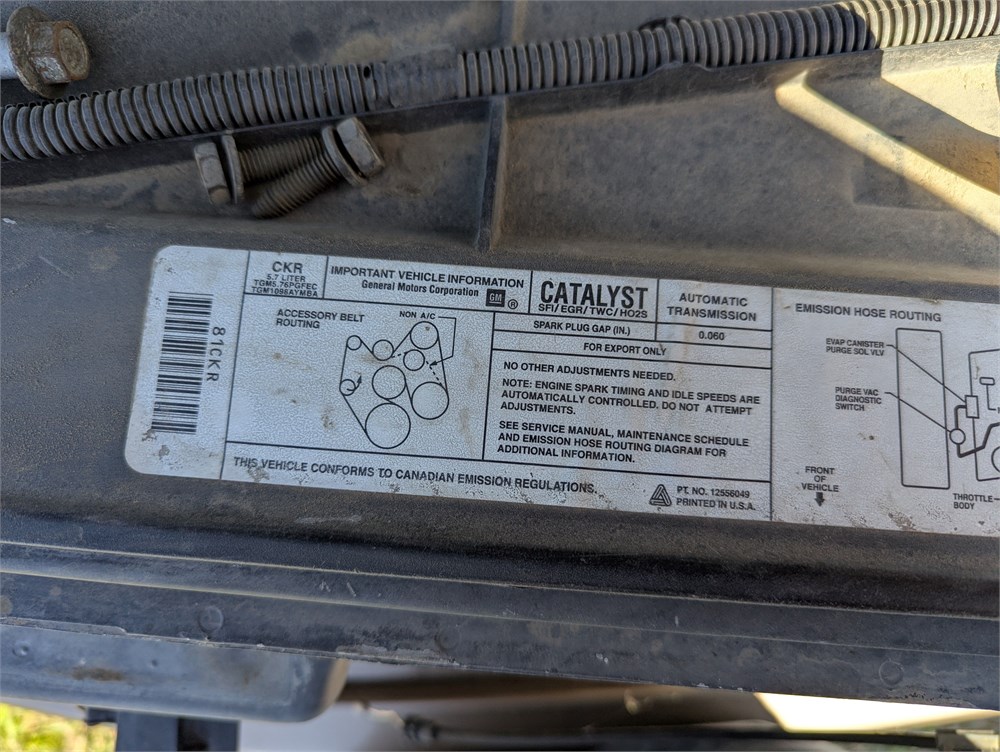 81CKR
CKR
5.7 LITER
TGM5.76PGFEC
TGM1098AYMBA
IMPORTANT VEHICLE INFORMATION
General Motors Corporation GM ®
CATALYST
SFI/EGR/TWC/HO2S
AUTOMATIC
TRANSMISSION
SPARK PLUG GAP (IN.)
0.060
FOR EXPORT ONLY
ACCESSORY BELT
ROUTING
NON A/C
NO OTHER ADJUSTMENTS NEEDED.
NOTE: ENGINE SPARK TIMING AND IDLE SPEEDS ARE
AUTOMATICALLY CONTROLLED. DO NOT ATTEMPT
ADJUSTMENTS.
SEE SERVICE MANUAL, MAINTENANCE SCHEDULE
AND EMISSION HOSE ROUTING DIAGRAM FOR
ADDITIONAL INFORMATION.
THIS VEHICLE CONFORMS TO CANADIAN EMISSION REGULATIONS.
PT. NO. 12556049
PRINTED IN U.S.A.
EMISSION HOSE ROUTING
EVAP CANISTER
PURGE SOL VLV
PURGE VAC
DIAGNOSTIC
SWITCH
FRONT
OF
VEHICLE
THROTTLE
BODY